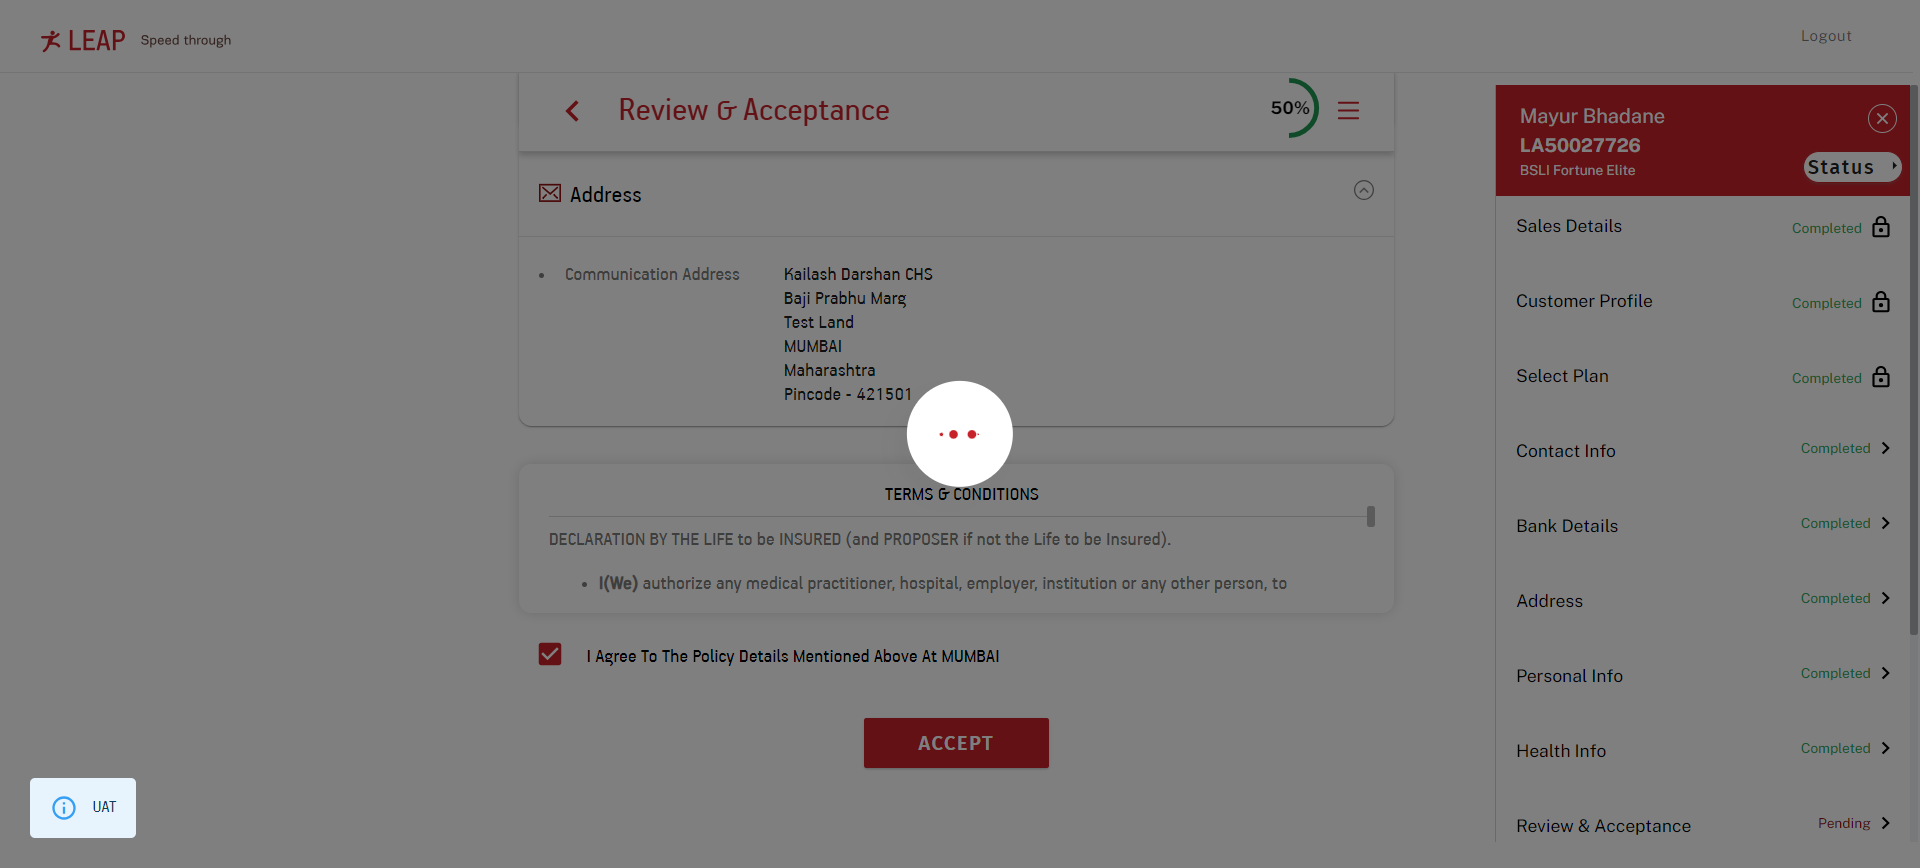 LEAP Speed through
Logout
Review & Acceptance
50%
Address
Communication Address
Kailash Darshan CHS
Baji Prabhu Marg
Test Land
MUMBAI
Maharashtra
Pincode - 421501
TERMS & CONDITIONS
DECLARATION BY THE LIFE to be INSURED (and PROPOSER if not the Life to be Insured).
• I(We) authorize any medical practitioner, hospital, employer, institution or any other person, to
I Agree To The Policy Details Mentioned Above At MUMBAI
ACCEPT
UAT
Mayur Bhadane
LA50027726
BSLI Fortune Elite
Status
Sales Details Completed
Customer Profile Completed
Select Plan Completed
Contact Info Completed
Bank Details Completed
Address Completed
Personal Info Completed
Health Info Completed
Review & Acceptance Pending